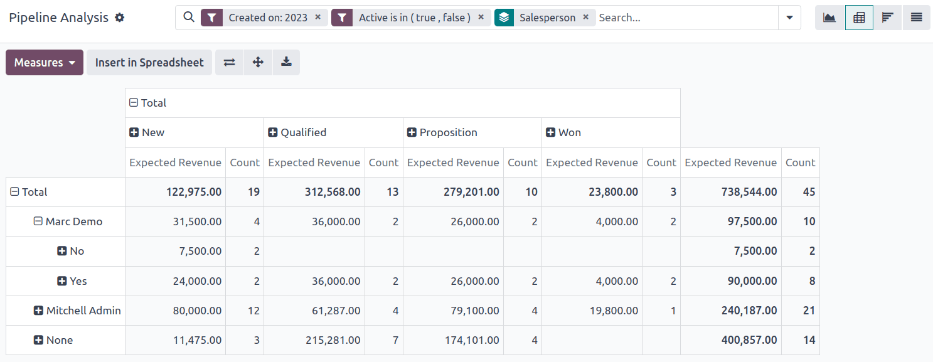 Pipeline Analysis Created on: 2023 × Active is in ( true , false ) × Salesperson × Search...
Measures Insert in Spreadsheet
Total
New Qualified Proposition Won
Expected Revenue Count Expected Revenue Count Expected Revenue Count Expected Revenue Count Expected Revenue Count
Total 122,975.00 19 312,568.00 13 279,201.00 10 23,800.00 3 738,544.00 45
Marc Demo 31,500.00 4 36,000.00 2 26,000.00 2 4,000.00 2 97,500.00 10
No 7,500.00 2 7,500.00 2
Yes 24,000.00 2 36,000.00 2 26,000.00 2 4,000.00 2 90,000.00 8
Mitchell Admin 80,000.00 12 61,287.00 4 79,100.00 4 19,800.00 1 240,187.00 21
None 11,475.00 3 215,281.00 7 174,101.00 4 400,857.00 14